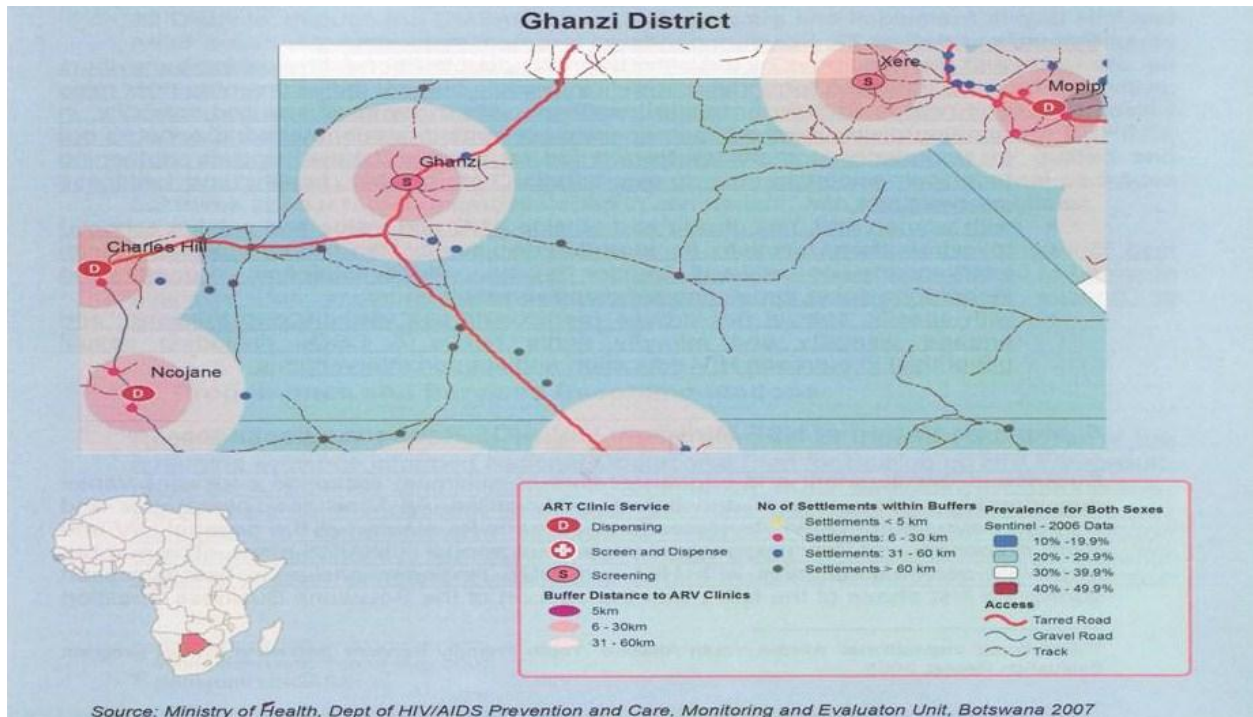 Ghanzi District
Xere
Mopipi
S
D
Ghanzi
S
Charles Hill
D
Ncojane
D
ART Clinic Service
D Dispensing
Screen and Dispense
S Screening
Buffer Distance to ARV Clinics
5km
6 - 30km
31 - 60km
No of Settlements within Buffers
Settlements < 5 km
Settlements: 6 - 30 km
Settlements: 31 - 60 km
Settlements > 60 km
Prevalence for Both Sexes
Sentinel - 2006 Data
10% -19.9%
20% - 29.9%
30% - 39.9%
40% - 49.9%
Access
Tarred Road
Gravel Road
Track
Source: Ministry of Health, Dept of HIV/AIDS Prevention and Care, Monitoring and Evaluaton Unit, Botswana 2007